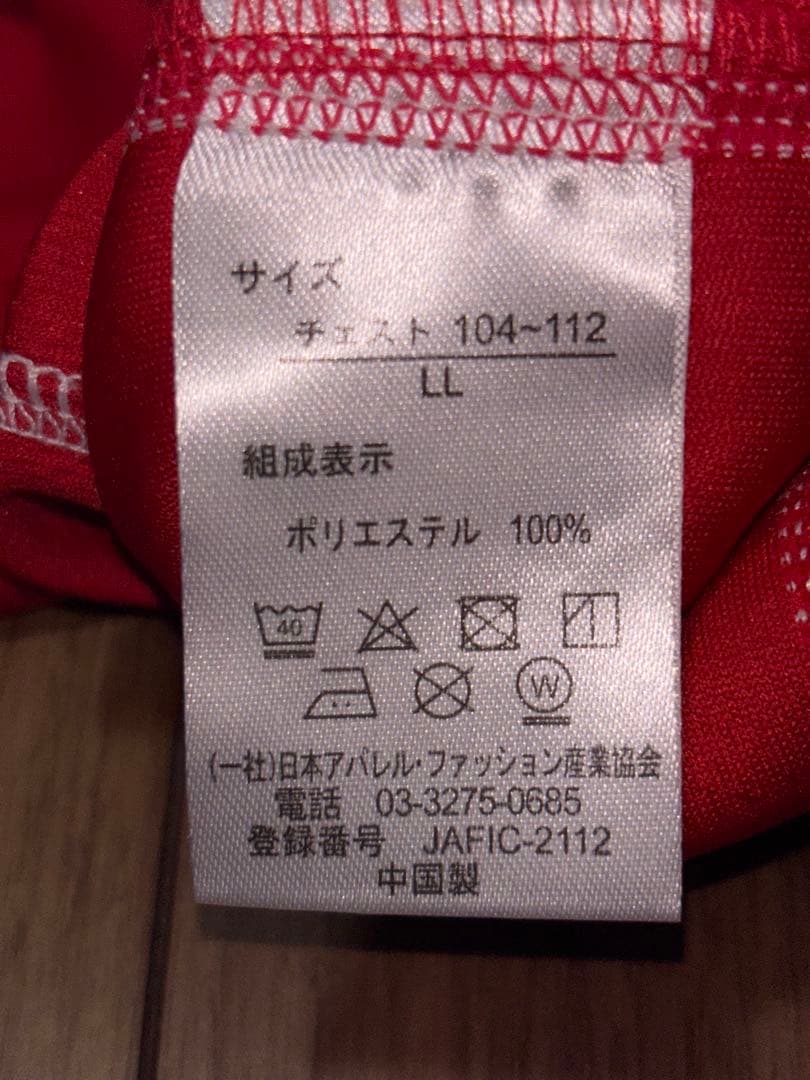 サイズ
チェスト 104~112
LL
組成表示
ポリエステル 100%
40
W
(一社)日本アパレル・ファッション産業協会
電話 03-3275-0685
登録番号 JAFIC-2112
中国製